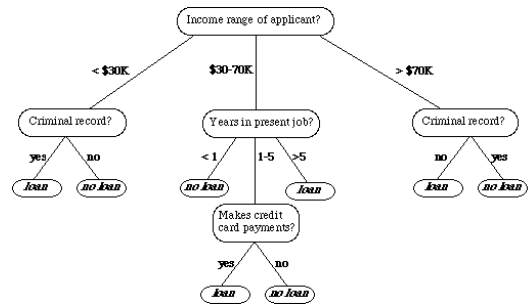 Income range of applicant?
< $30K
$30-70K
> $70K
Criminal record?
Years in present job?
Criminal record?
yes
no
< 1
1-5
>5
no
yes
loan
no loan
no loan
loan
loan
no loan
Makes credit
card payments?
yes
no
loan
no loan